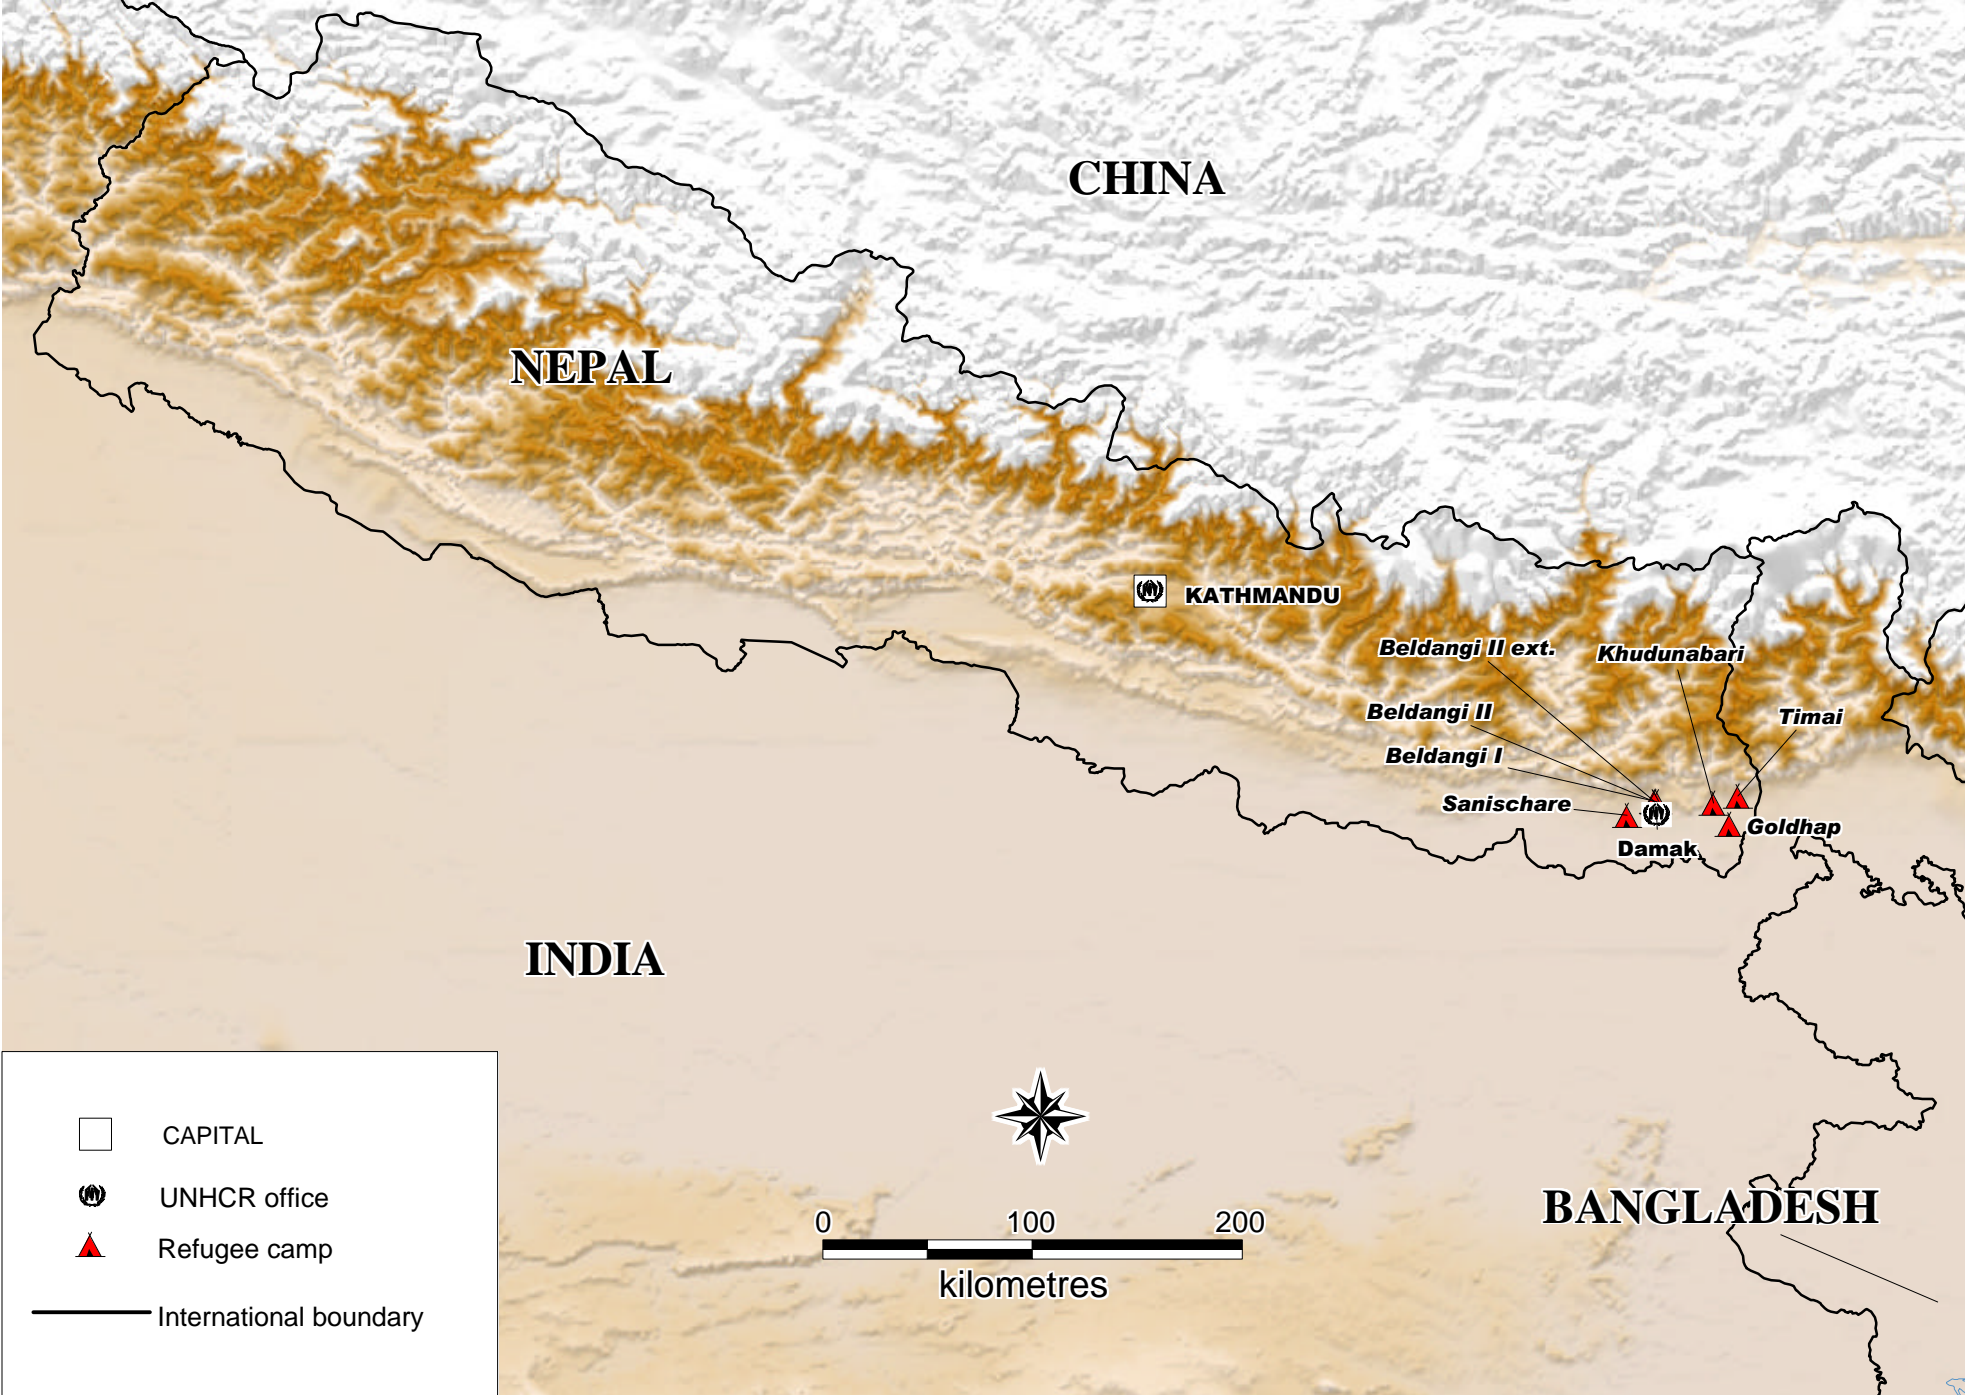 CHINA
NEPAL
KATHMANDU
Beldangi II ext.
Khudunabari
Beldangi II
Timai
Beldangi I
Sanischare
Goldhap
Damak
INDIA
CAPITAL
UNHCR office
Refugee camp
International boundary
0 100 200
kilometres
BANGLADESH